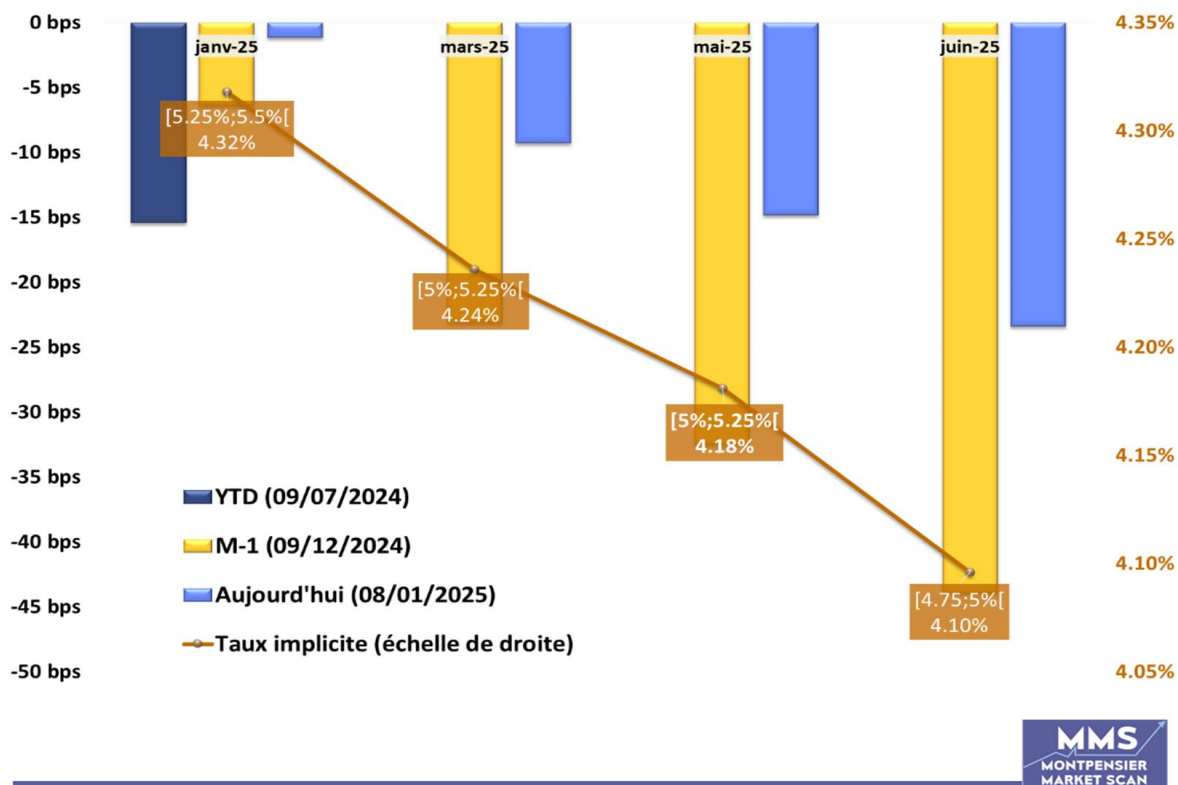 0 bps
-5 bps
-10 bps
-15 bps
-20 bps
-25 bps
-30 bps
-35 bps
-40 bps
-45 bps
-50 bps
janv-25
mars-25
mai-25
juin-25
[5.25%;5.5%[
4.32%
[5%;5.25%[
4.24%
[5%;5.25%[
4.18%
[4.75;5%[
4.10%
YTD (09/07/2024)
M-1 (09/12/2024)
Aujourd'hui (08/01/2025)
Taux implicite (échelle de droite)
4.35%
4.30%
4.25%
4.20%
4.15%
4.10%
4.05%
MMS
MONTPENSIER
MARKET SCAN